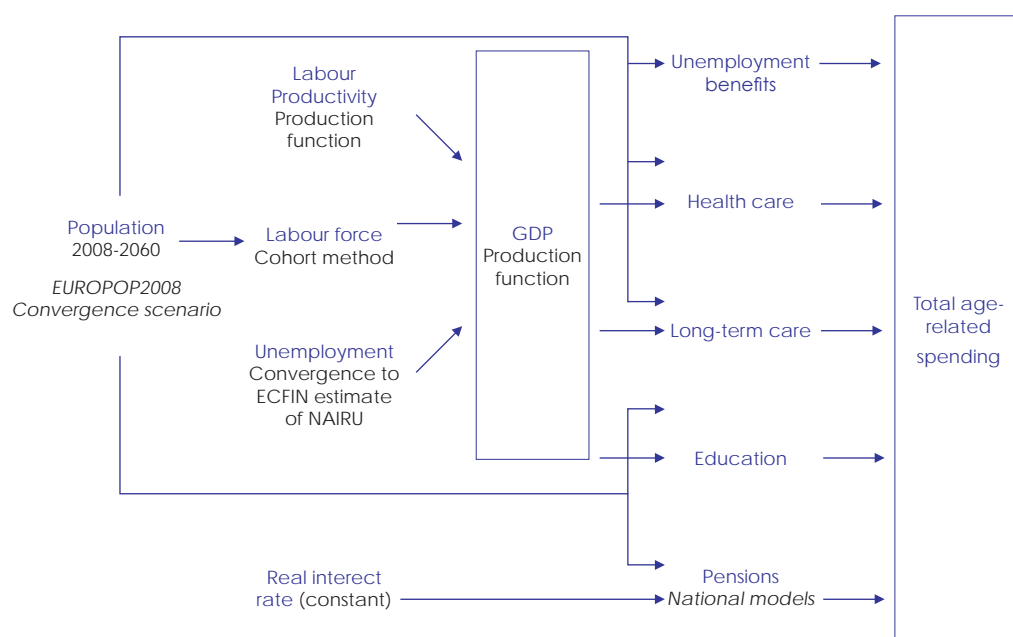 Population
2008-2060
EUROPOP2008
Convergence scenario
Labour
Productivity
Production
function
Labour force
Cohort method
Unemployment
Convergence to
ECFIN estimate
of NAIRU
Real interect
rate (constant)
GDP
Production
function
Unemployment
benefits
Health care
Long-term care
Education
Pensions
National models
Total age-
related
spending